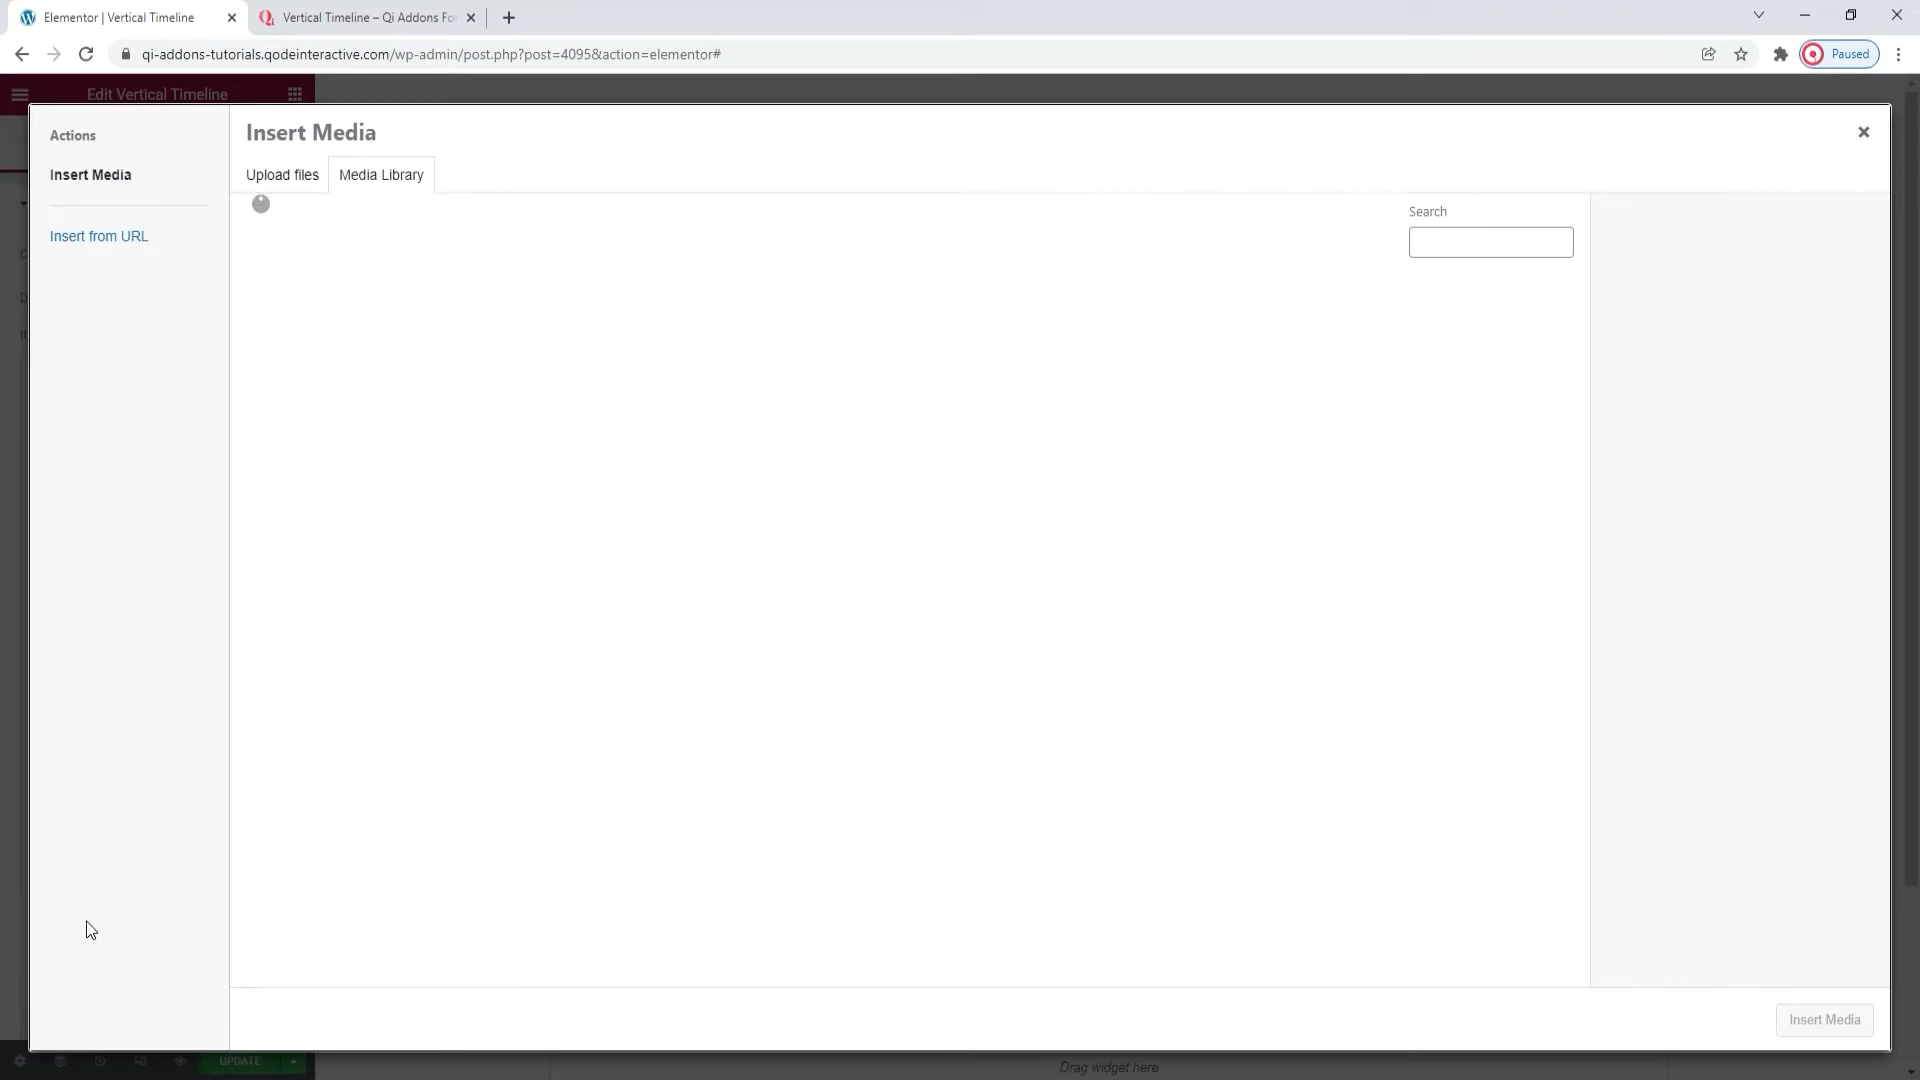 Elementor | Vertical Timeline
Vertical Timeline – Qi Addons Fo
qi-addons-tutorials.qodeinteractive.com/wp-admin/post.php?post=4095&action=elementor#
Paused
Edit Vertical Timeline
Actions
Insert Media
Insert from URL
Insert Media
Upload files
Media Library
Search
Insert Media
UPDATE
Drag widget here